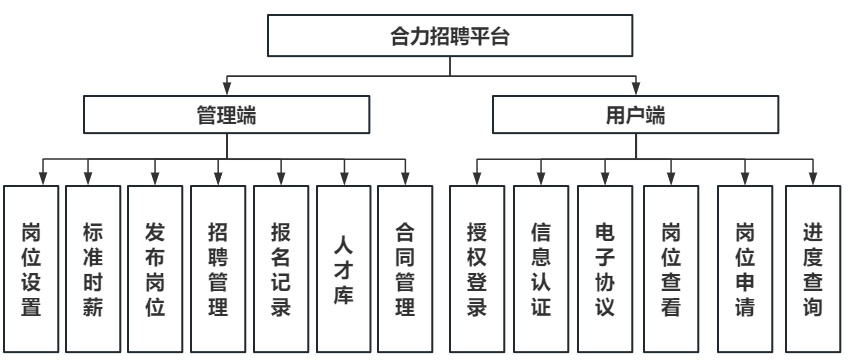 合力招聘平台
管理端
用户端
岗位设置
标准时薪
发布岗位
招聘管理
报名记录
人才库
合同管理
授权登录
信息认证
电子协议
岗位查看
岗位申请
进度查询